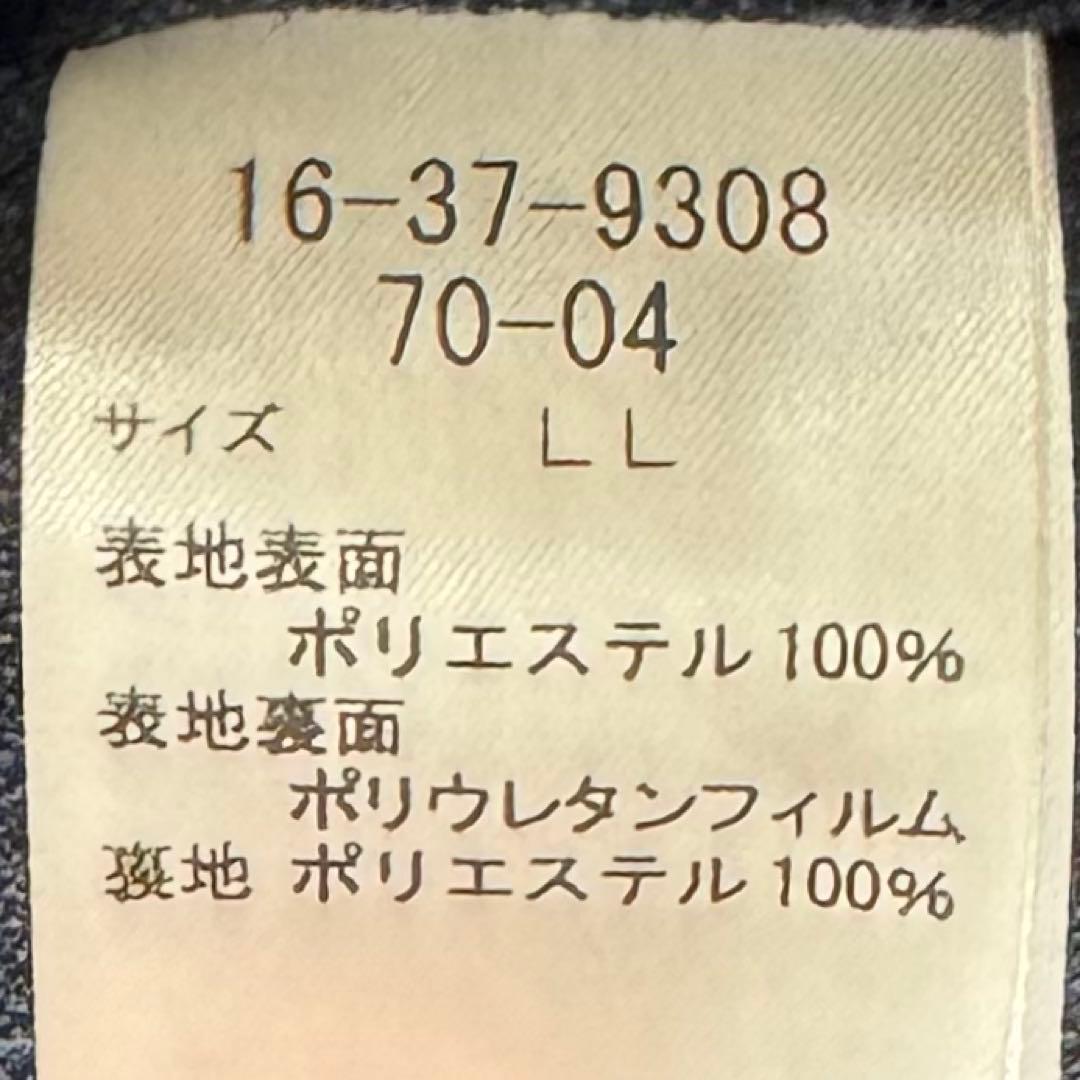 16-37-9308
70-04
サイズ LL
表地表面
ポリエステル100%
表地裏面
ポリウレタンフィルム
裏地 ポリエステル100%